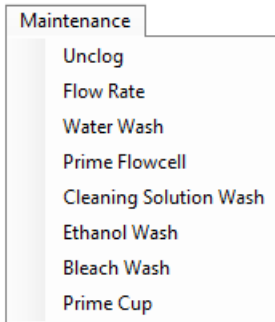 Maintenance
Unclog
Flow Rate
Water Wash
Prime Flowcell
Cleaning Solution Wash
Ethanol Wash
Bleach Wash
Prime Cup